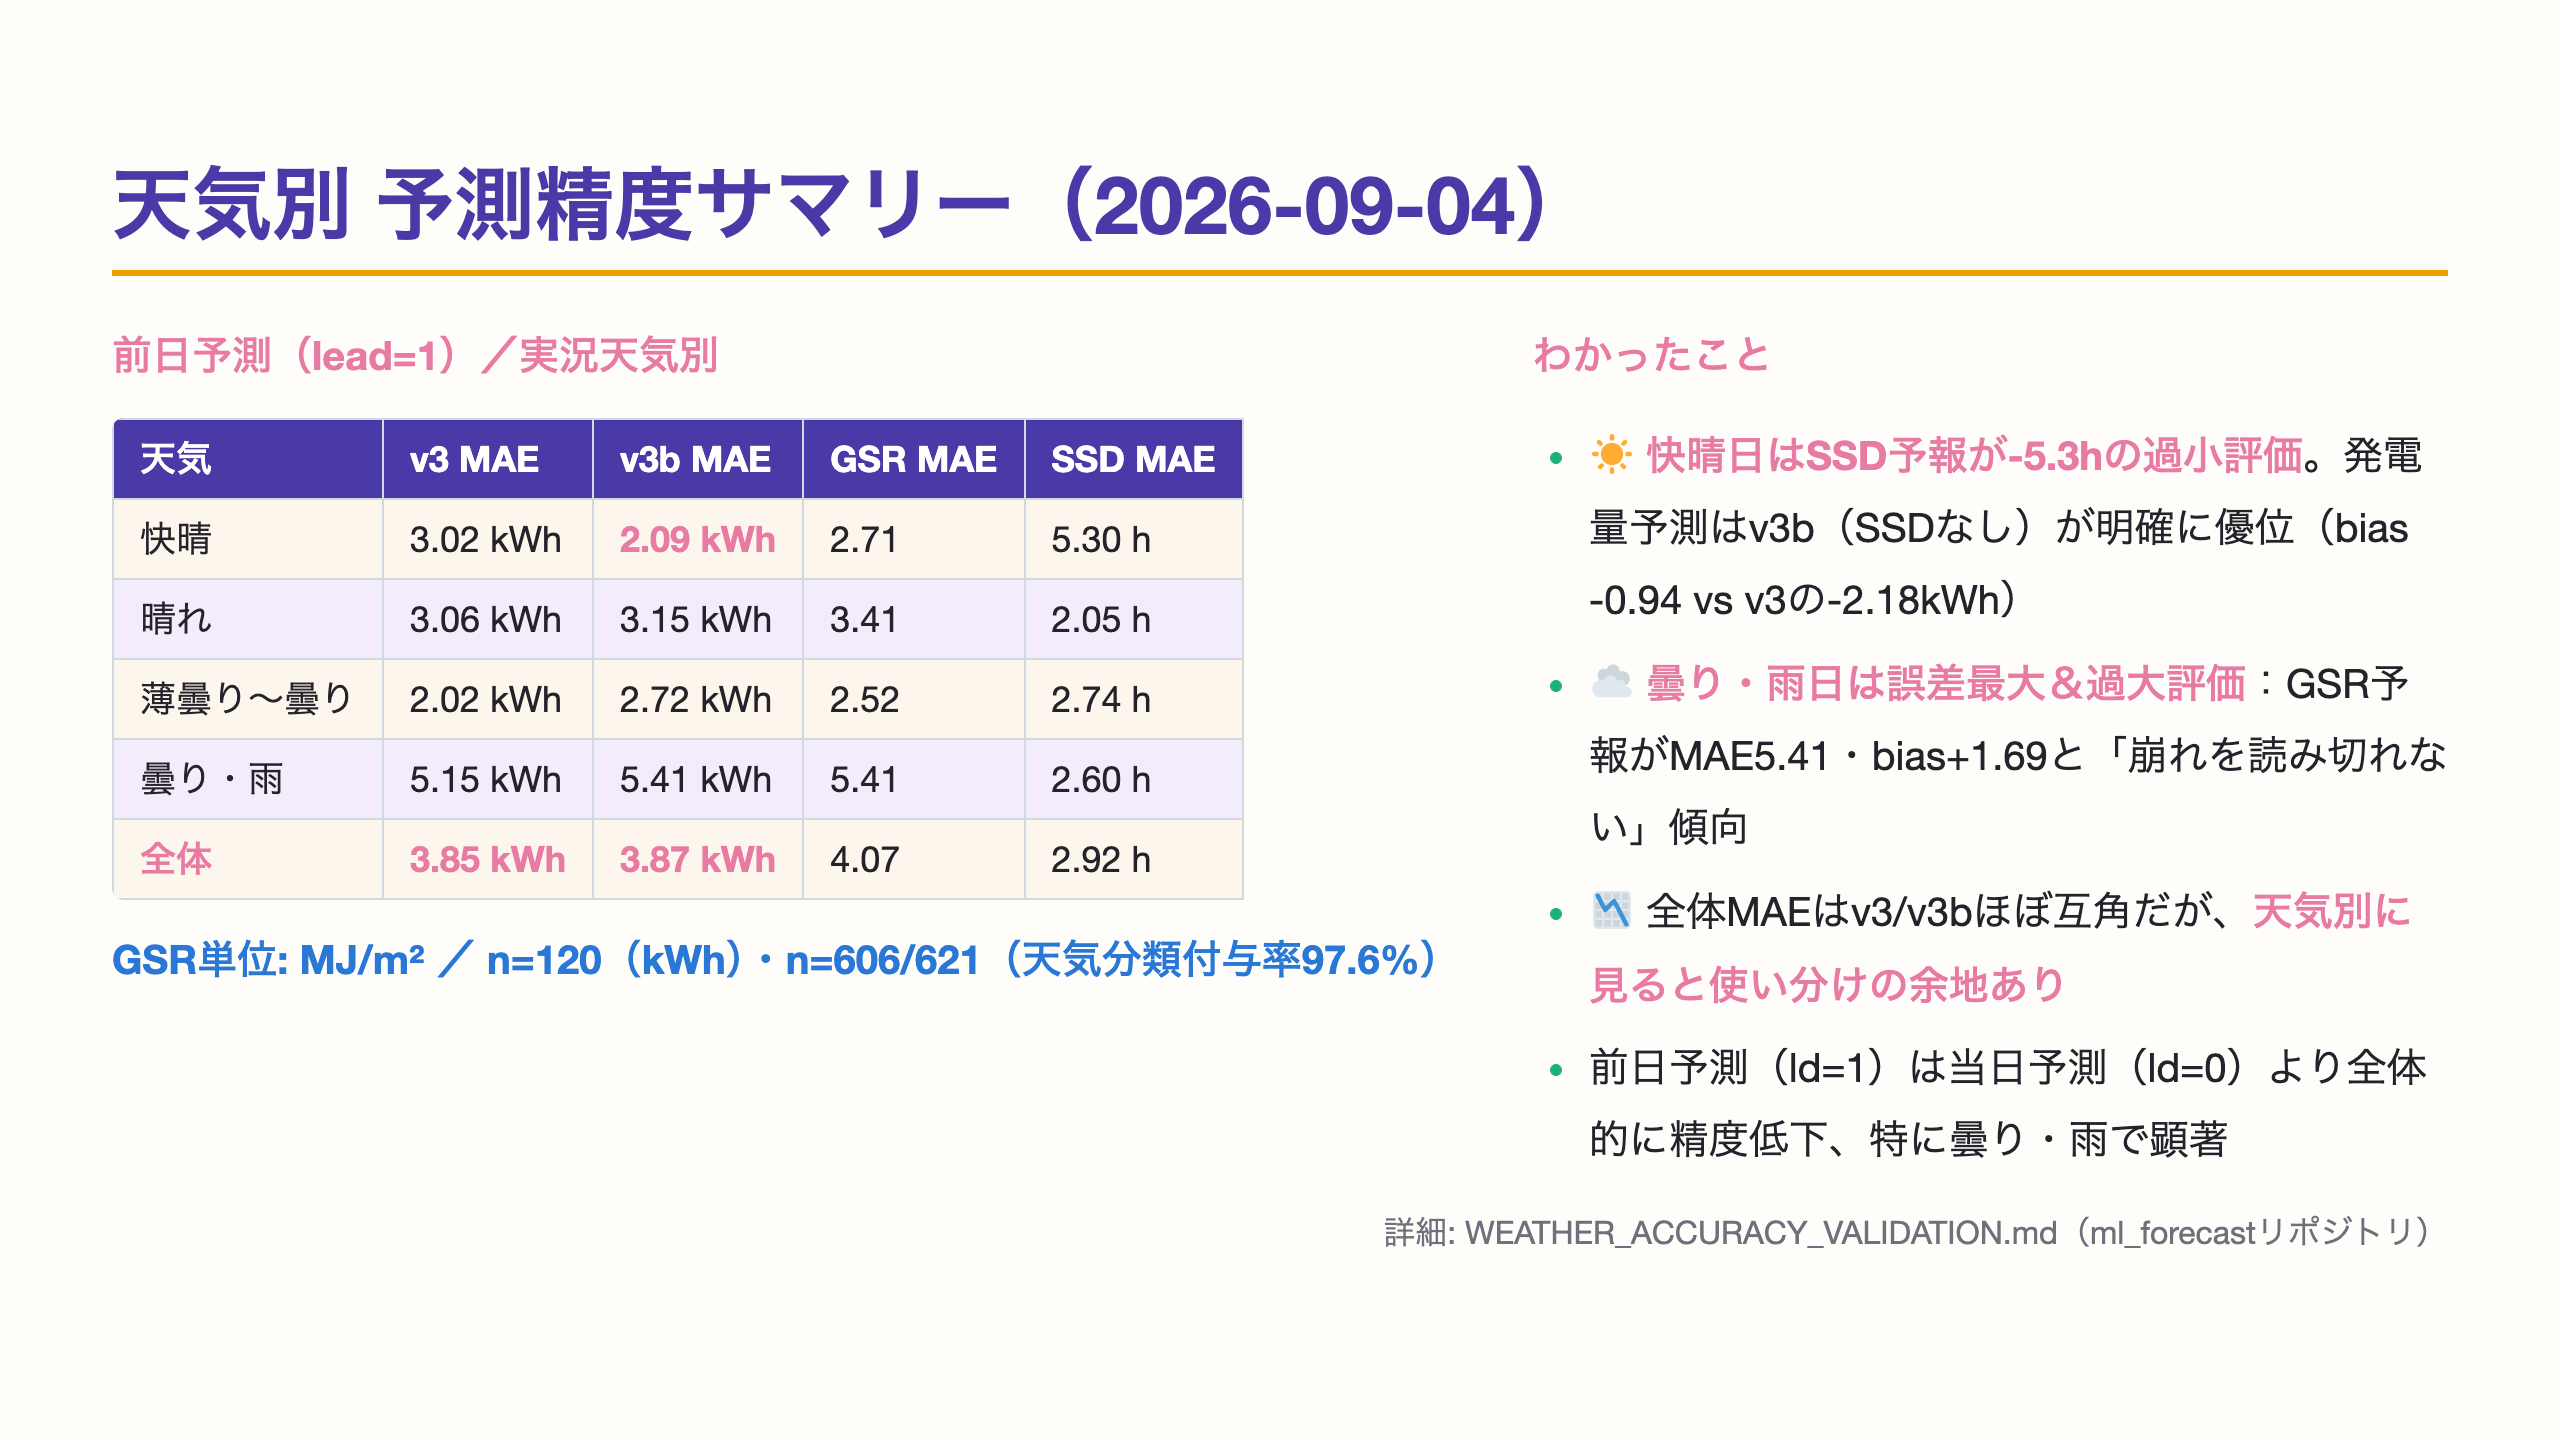 天気別 予測精度サマリー（2026-09-04）
前日予測（lead=1）／実況天気別
天気 v3 MAE v3b MAE GSR MAE SSD MAE
快晴 3.02 kWh 2.09 kWh 2.71 5.30 h
晴れ 3.06 kWh 3.15 kWh 3.41 2.05 h
薄曇り〜曇り 2.02 kWh 2.72 kWh 2.52 2.74 h
曇り・雨 5.15 kWh 5.41 kWh 5.41 2.60 h
全体 3.85 kWh 3.87 kWh 4.07 2.92 h
GSR単位: MJ/m² ／ n=120（kWh）・n=606/621（天気分類付与率97.6%）
わかったこと
• ☀️ 快晴日はSSD予報が-5.3hの過小評価。発電
量予測はv3b（SSDなし）が明確に優位（bias
-0.94 vs v3の-2.18kWh）
• ☁️ 曇り・雨日は誤差最大＆過大評価：GSR予
報がMAE5.41・bias+1.69と「崩れを読み切れな
い」傾向
• 📉 全体MAEはv3/v3bほぼ互角だが、天気別に
見ると使い分けの余地あり
• 前日予測（ld=1）は当日予測（ld=0）より全体
的に精度低下、特に曇り・雨で顕著
詳細: WEATHER_ACCURACY_VALIDATION.md（ml_forecastリポジトリ）